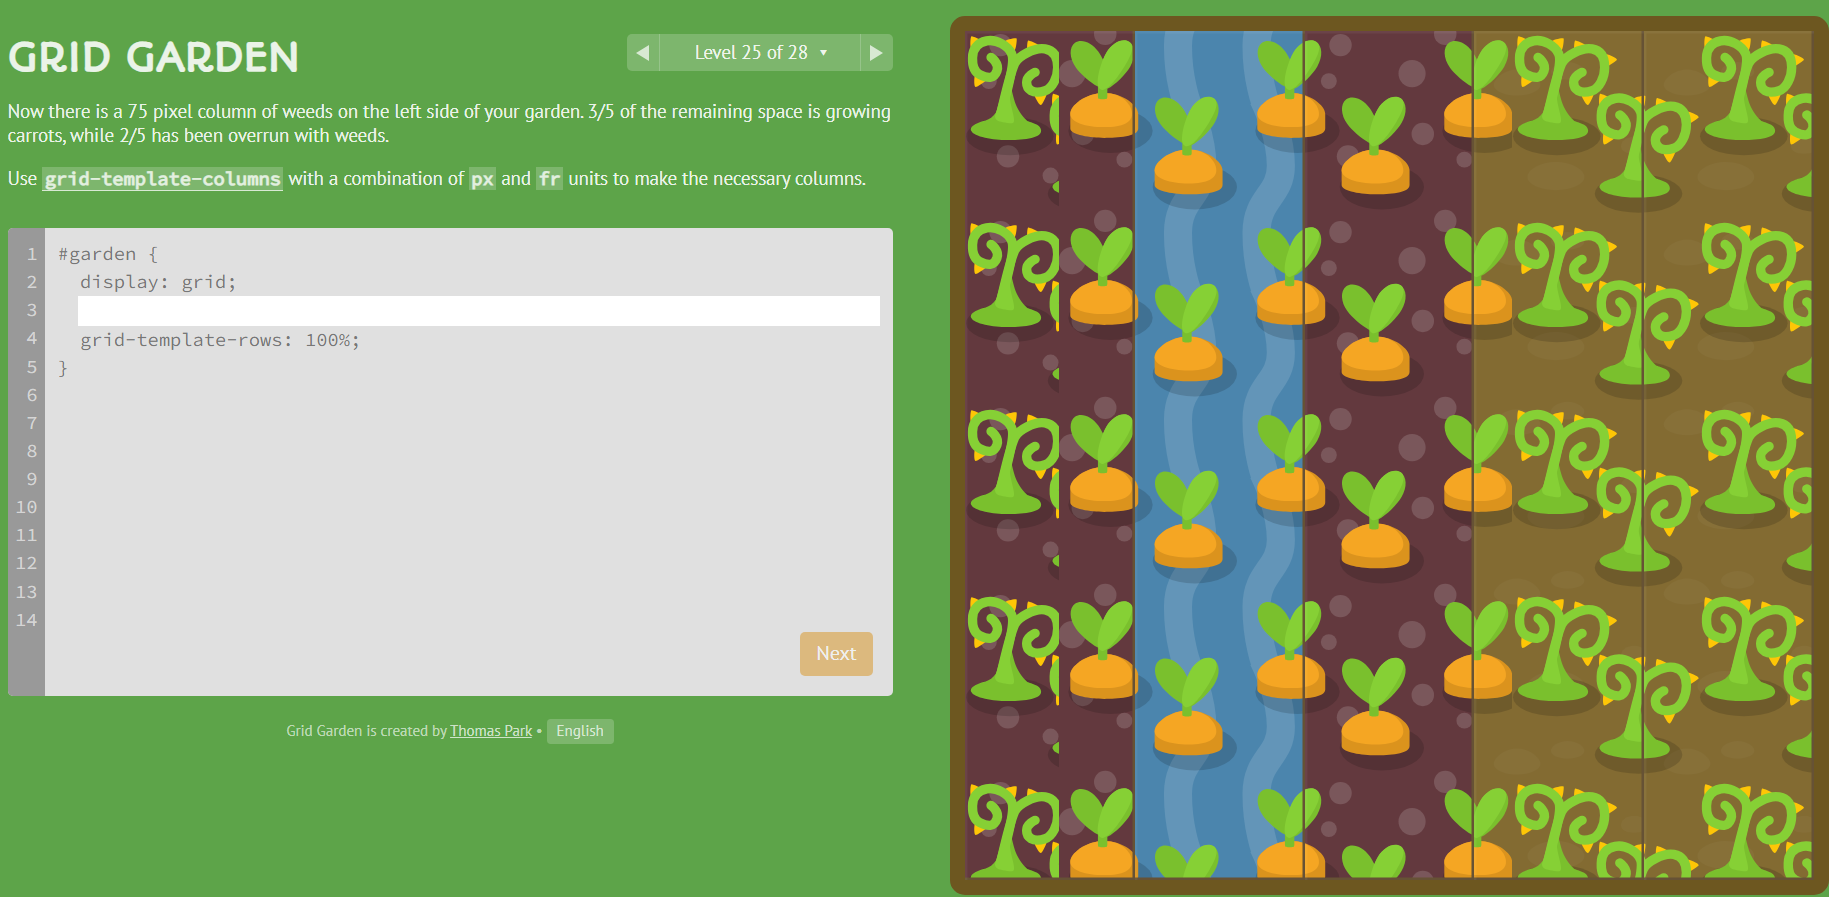 GRID GARDEN
◀ Level 25 of 28 ▾ ▶
Now there is a 75 pixel column of weeds on the left side of your garden. 3/5 of the remaining space is growing
carrots, while 2/5 has been overrun with weeds.
Use grid-template-columns with a combination of px and fr units to make the necessary columns.
1 #garden {
2 display: grid;
3
4 grid-template-rows: 100%;
5 }
6
7
8
9
10
11
12
13
14
Next
Grid Garden is created by Thomas Park • English